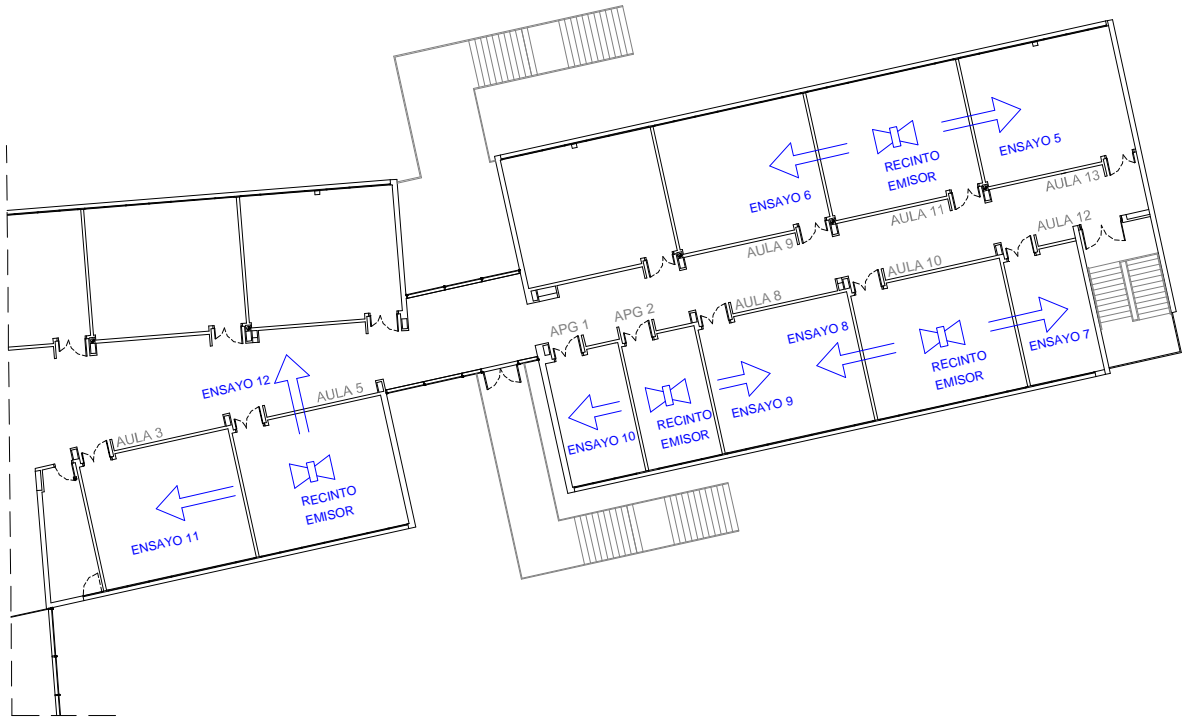 RECINTO
EMISOR
ENSAYO 5
AULA 13
ENSAYO 6
AULA 11
AULA 9
AULA 12
AULA 10
AULA 8
APG 2
APG 1
ENSAYO 8
RECINTO
EMISOR
ENSAYO 7
ENSAYO 9
RECINTO
EMISOR
ENSAYO 10
ENSAYO 12
AULA 5
AULA 3
RECINTO
EMISOR
ENSAYO 11